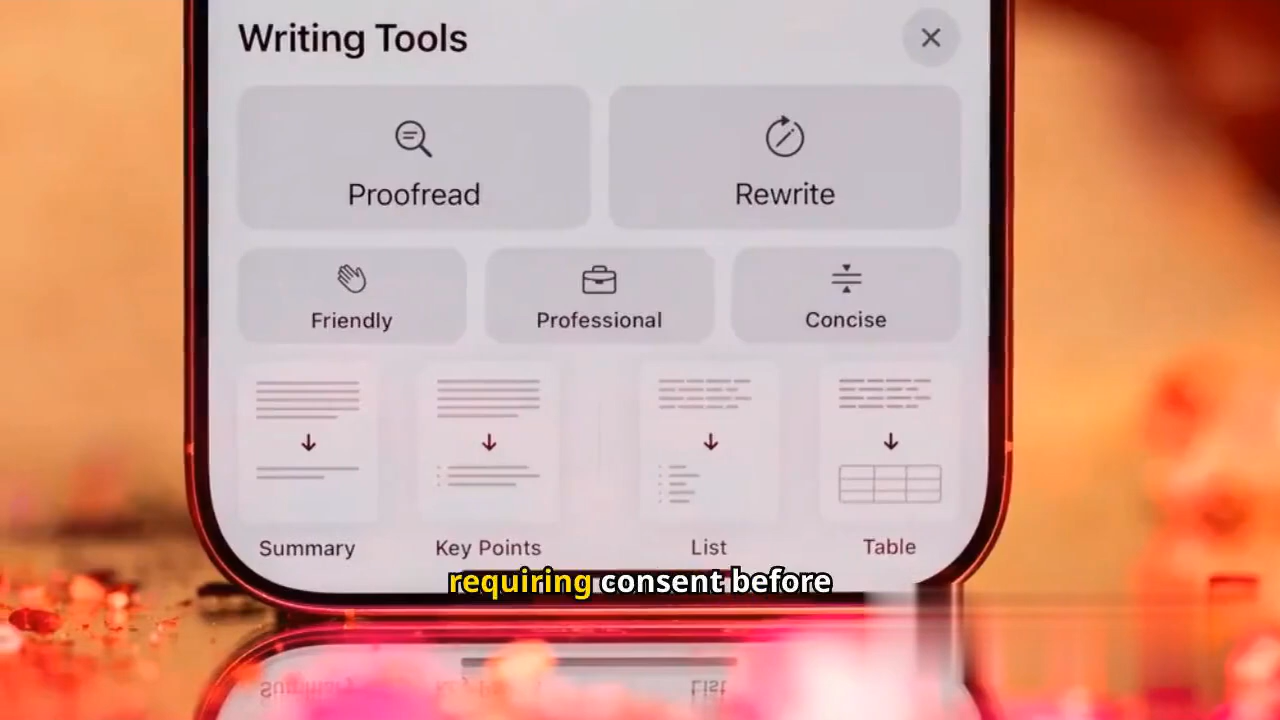 Writing Tools
Proofread Rewrite
Friendly Professional Concise
Summary Key Points List Table
requiring consent before